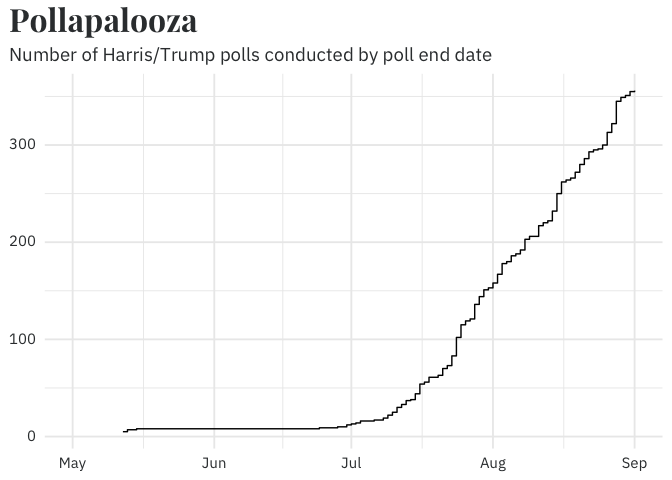 Pollapalooza
Number of Harris/Trump polls conducted by poll end date
300
200
100
0
May Jun Jul Aug Sep